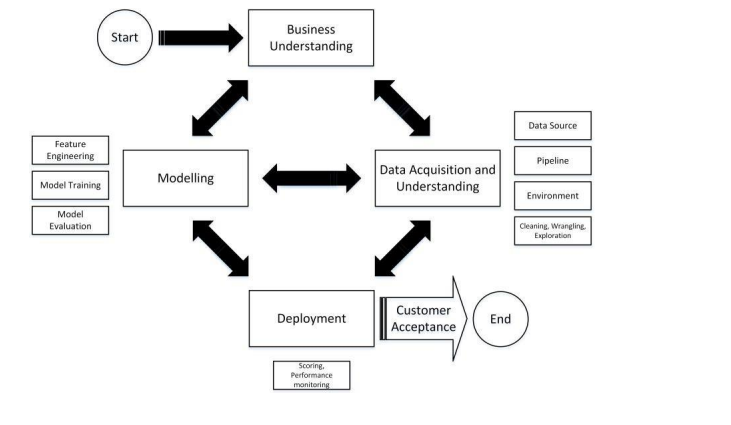 Start
Business
Understanding
Feature
Engineering
Model Training
Model
Evaluation
Modelling
Data Acquisition and
Understanding
Data Source
Pipeline
Environment
Cleaning, Wrangling,
Exploration
Deployment
Customer
Acceptance
End
Scoring,
Performance
monitoring